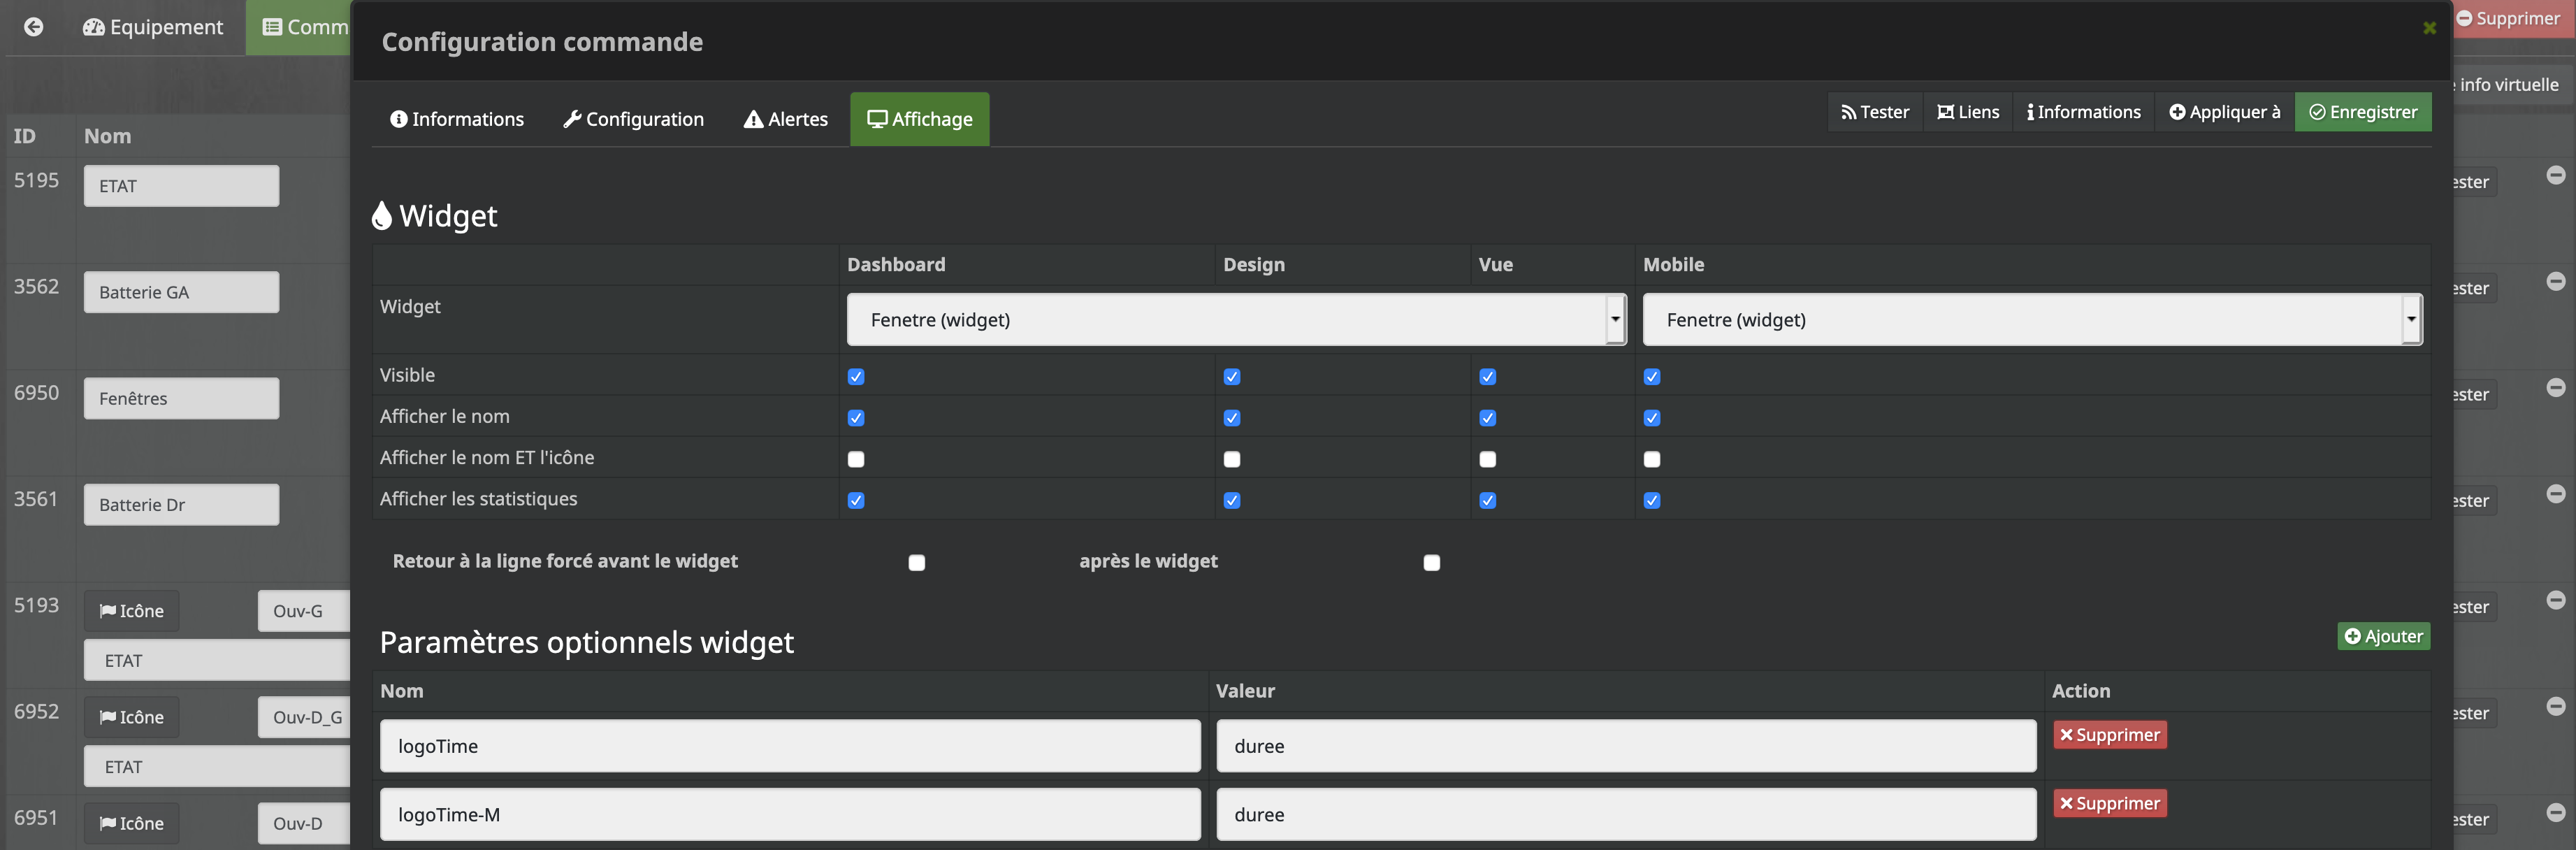 Equipement
Comm
Configuration commande
Supprimer
info virtuelle
Informations
Configuration
Alertes
Affichage
Tester
Liens
Informations
Appliquer à
Enregistrer
ID
Nom
5195
ETAT
ester
3562
Batterie GA
ester
6950
Fenêtres
ester
3561
Batterie Dr
ester
5193
Icône
Ouv-G
ETAT
ester
6952
Icône
Ouv-D_G
ETAT
ester
6951
Icône
Ouv-D
ester
Widget
Dashboard
Design
Vue
Mobile
Widget
Fenetre (widget)
Fenetre (widget)
Visible
Afficher le nom
Afficher le nom ET l'icône
Afficher les statistiques
Retour à la ligne forcé avant le widget
après le widget
Paramètres optionnels widget
Ajouter
Nom
Valeur
Action
logoTime
duree
Supprimer
logoTime-M
duree
Supprimer